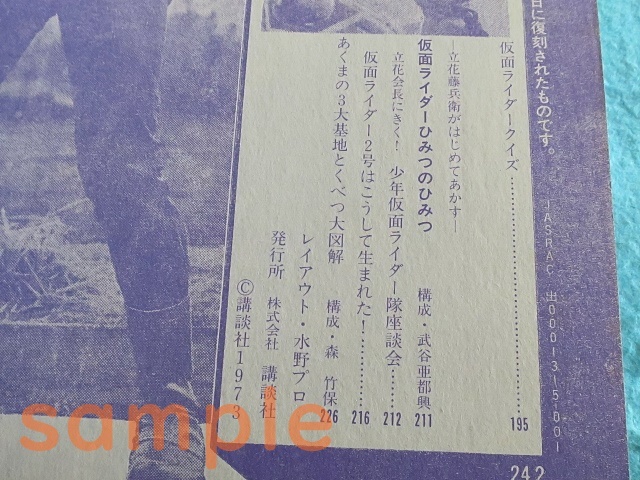 日に復刻されたものです。
JASRAC 出0001315-001
仮面ライダークイズ……………………195
―立花藤兵衛がはじめてあかす―
仮面ライダーひみつのひみつ 構成・武谷亜都興 211
立花会長にきく! 少年仮面ライダー隊座談会……212
仮面ライダー2号はこうして生まれた!……216
あくまの3大基地とくべつ大図解 構成・森 竹保 226
レイアウト・水野プロ
発行所 株式会社 講談社
©講談社1973
242
sample